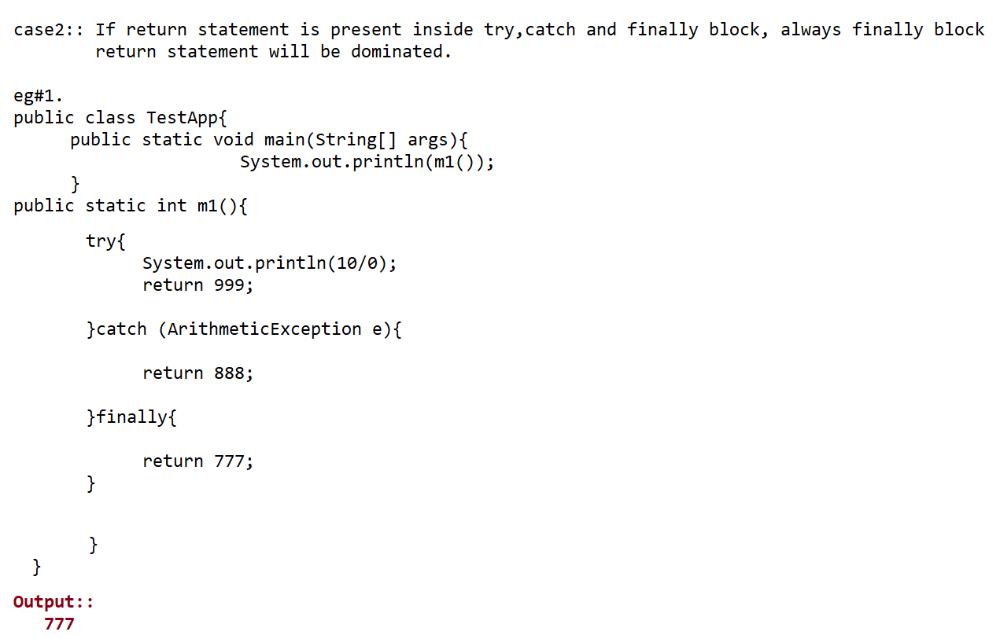 case2:: If return statement is present inside try,catch and finally block, always finally block
return statement will be dominated.
eg#1.
public class TestApp{
public static void main(String[] args){
System.out.println(m1());
}
public static int m1(){
try{
System.out.println(10/0);
return 999;
}catch (ArithmeticException e){
return 888;
}finally{
return 777;
}
}
}
Output::
777